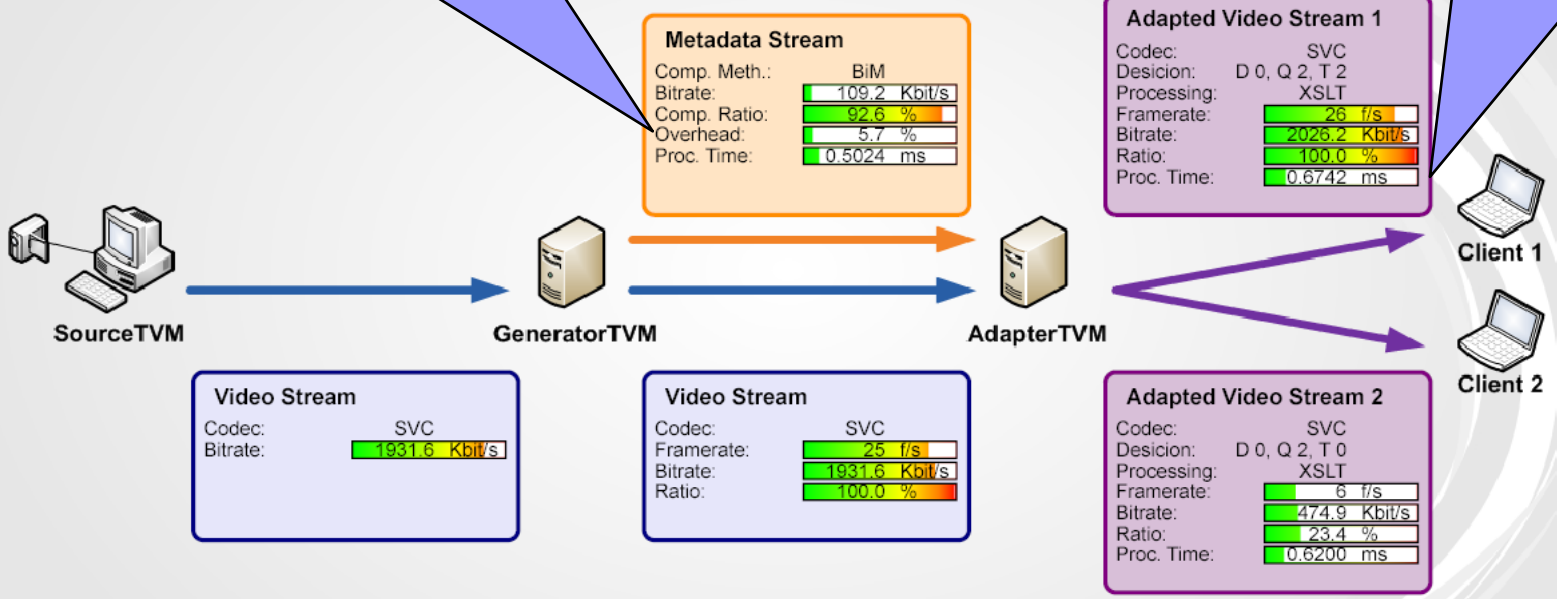 Metadata Stream
Comp. Meth.: BiM
Bitrate: 109.2 Kbit/s
Comp. Ratio: 92.6 %
Overhead: 5.7 %
Proc. Time: 0.5024 ms
Adapted Video Stream 1
Codec: SVC
Desicion: D 0, Q 2, T 2
Processing: XSLT
Framerate: 26 f/s
Bitrate: 2026.2 Kbit/s
Ratio: 100.0 %
Proc. Time: 0.6742 ms
SourceTVM
GeneratorTVM
AdapterTVM
Client 1
Client 2
Video Stream
Codec: SVC
Bitrate: 1931.6 Kbit/s
Video Stream
Codec: SVC
Framerate: 25 f/s
Bitrate: 1931.6 Kbit/s
Ratio: 100.0 %
Adapted Video Stream 2
Codec: SVC
Desicion: D 0, Q 2, T 0
Processing: XSLT
Framerate: 6 f/s
Bitrate: 474.9 Kbit/s
Ratio: 23.4 %
Proc. Time: 0.6200 ms